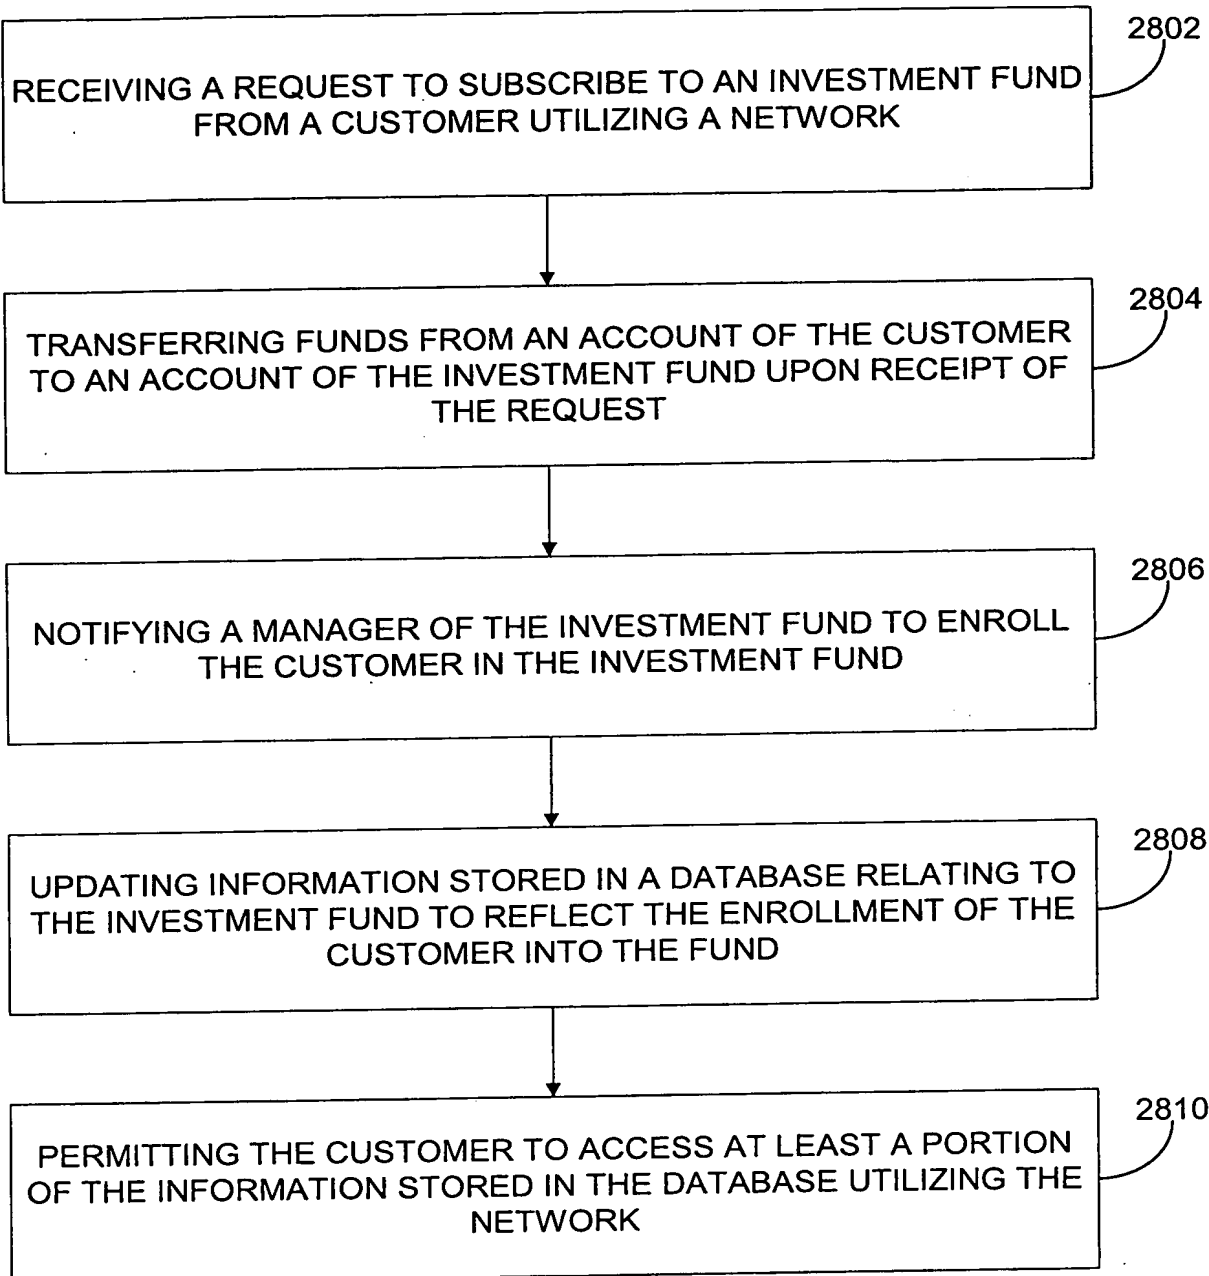 2802
RECEIVING A REQUEST TO SUBSCRIBE TO AN INVESTMENT FUND
FROM A CUSTOMER UTILIZING A NETWORK
2804
TRANSFERRING FUNDS FROM AN ACCOUNT OF THE CUSTOMER
TO AN ACCOUNT OF THE INVESTMENT FUND UPON RECEIPT OF
THE REQUEST
2806
NOTIFYING A MANAGER OF THE INVESTMENT FUND TO ENROLL
THE CUSTOMER IN THE INVESTMENT FUND
2808
UPDATING INFORMATION STORED IN A DATABASE RELATING TO
THE INVESTMENT FUND TO REFLECT THE ENROLLMENT OF THE
CUSTOMER INTO THE FUND
2810
PERMITTING THE CUSTOMER TO ACCESS AT LEAST A PORTION
OF THE INFORMATION STORED IN THE DATABASE UTILIZING THE
NETWORK